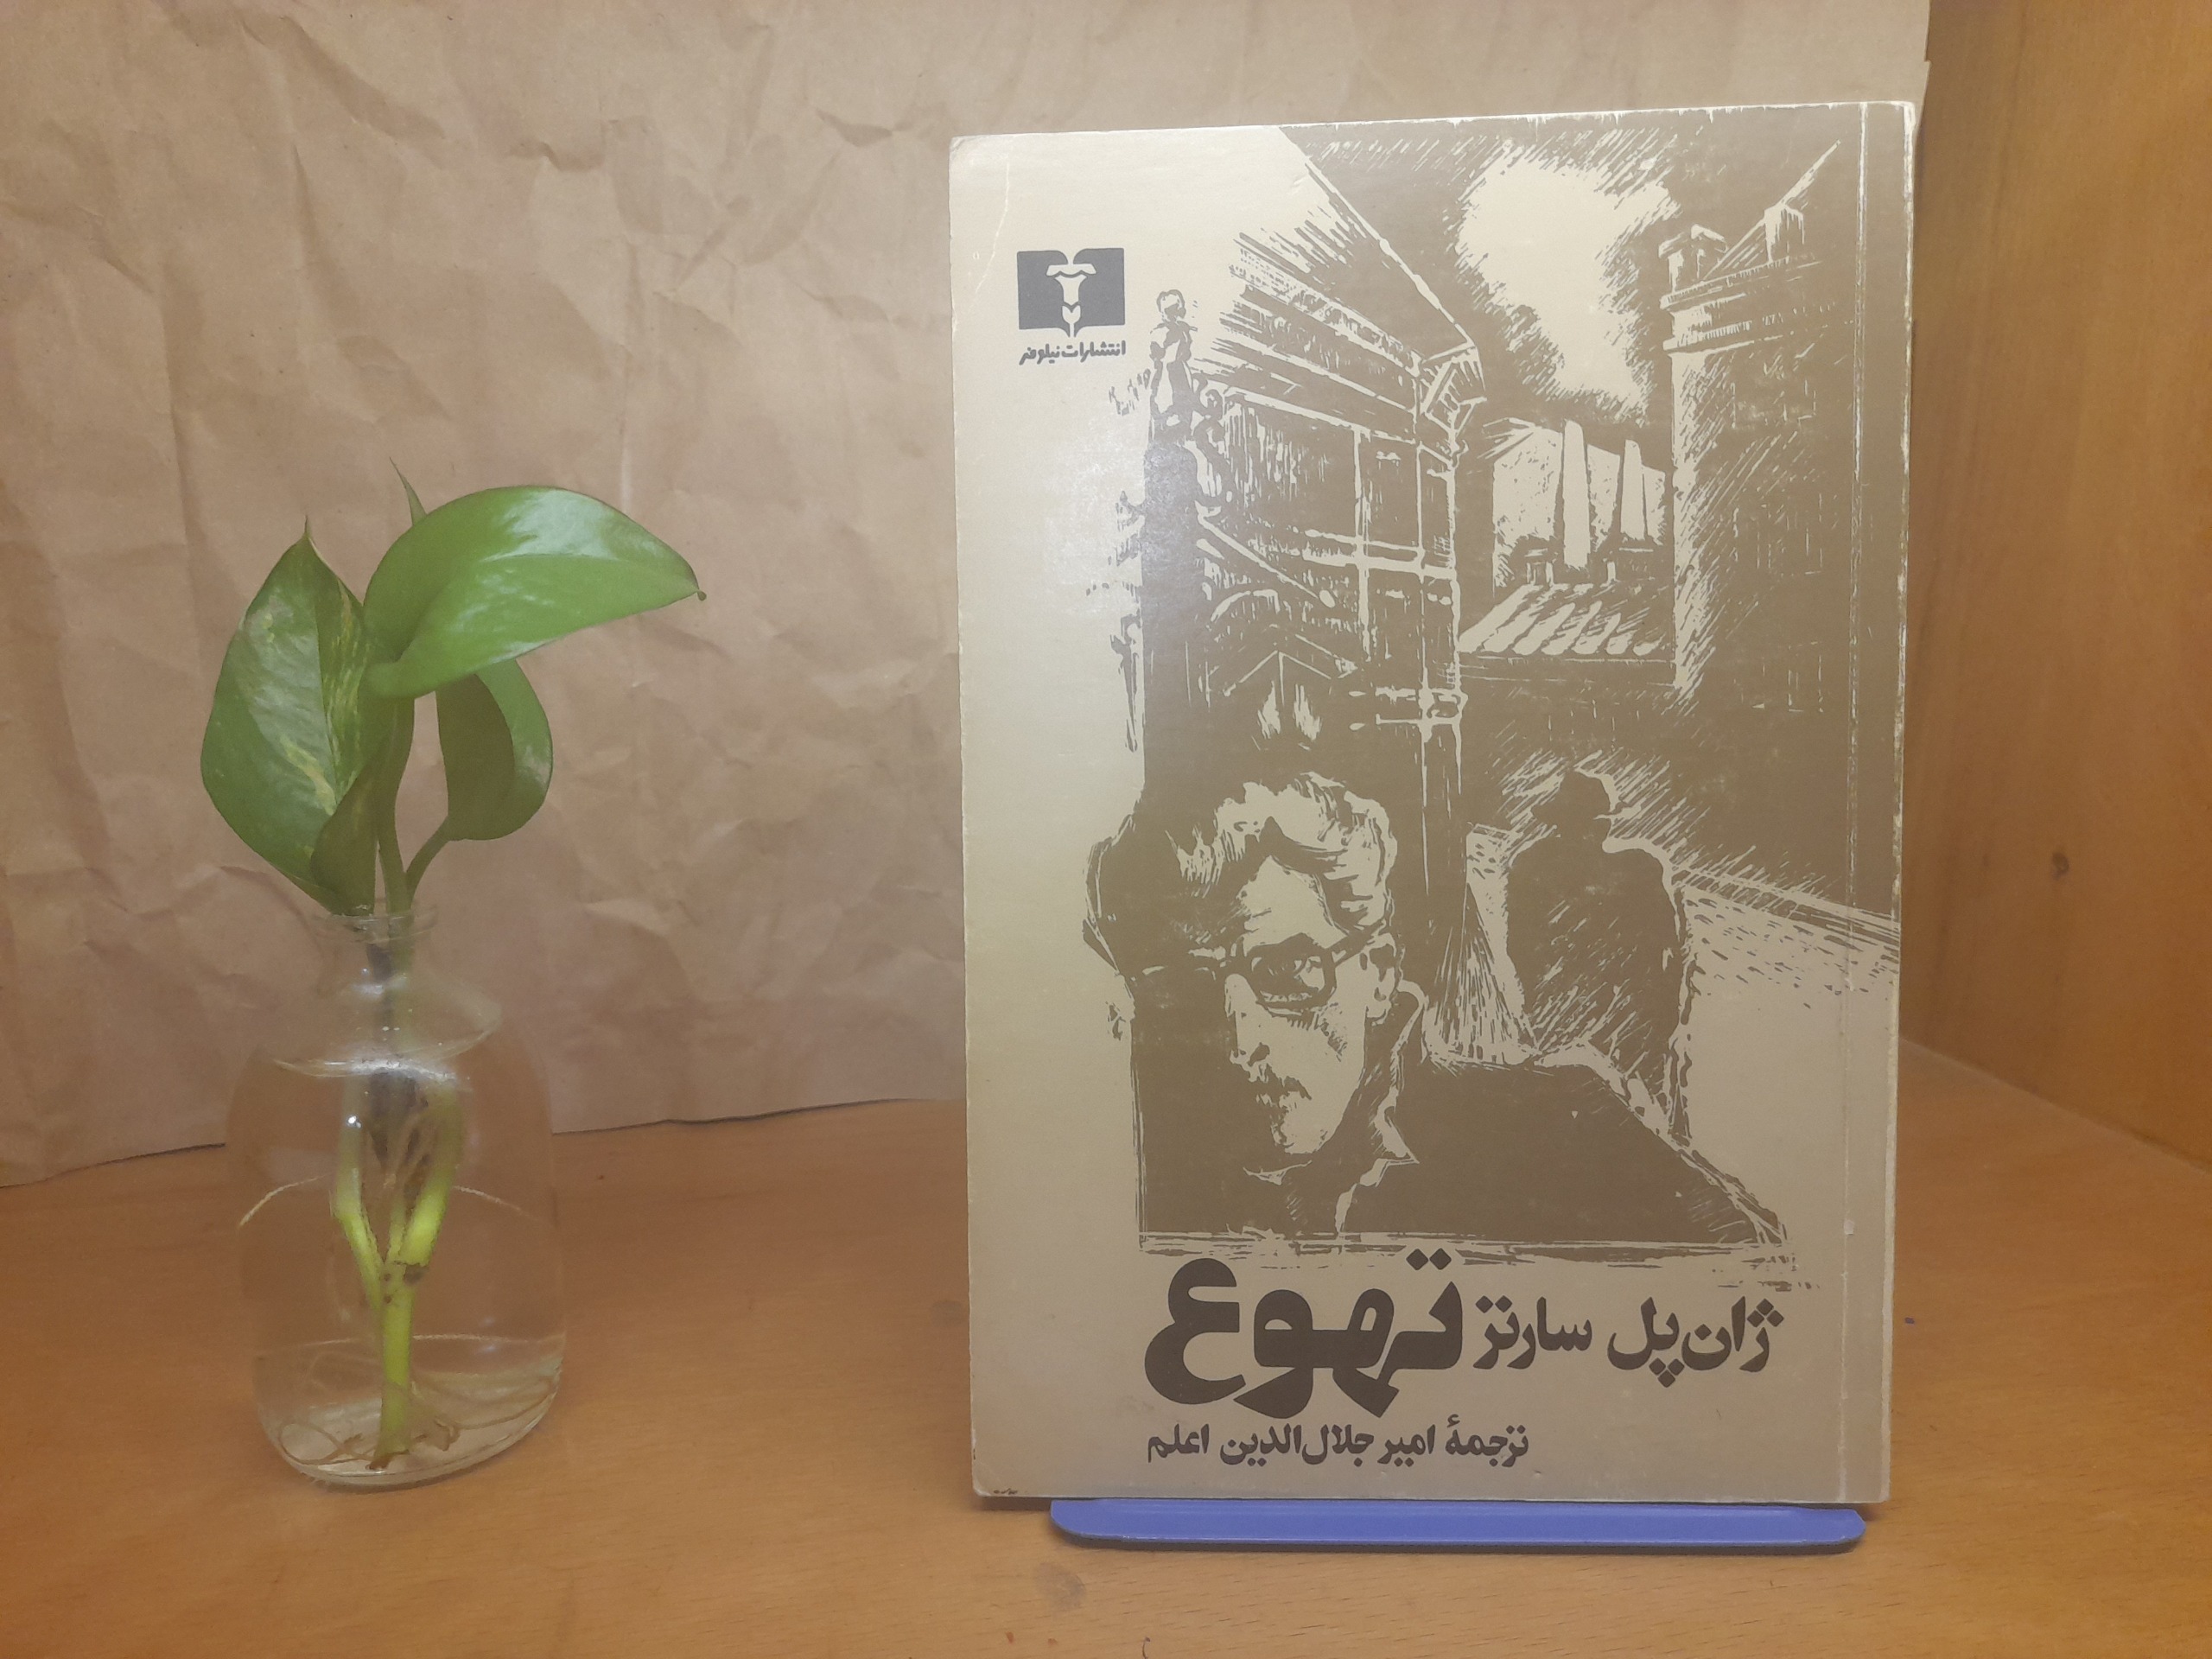 انتشارات نیلوفر
ژان پل سارتر تهوع
ترجمهٔ امیر جلال الدین اعلم